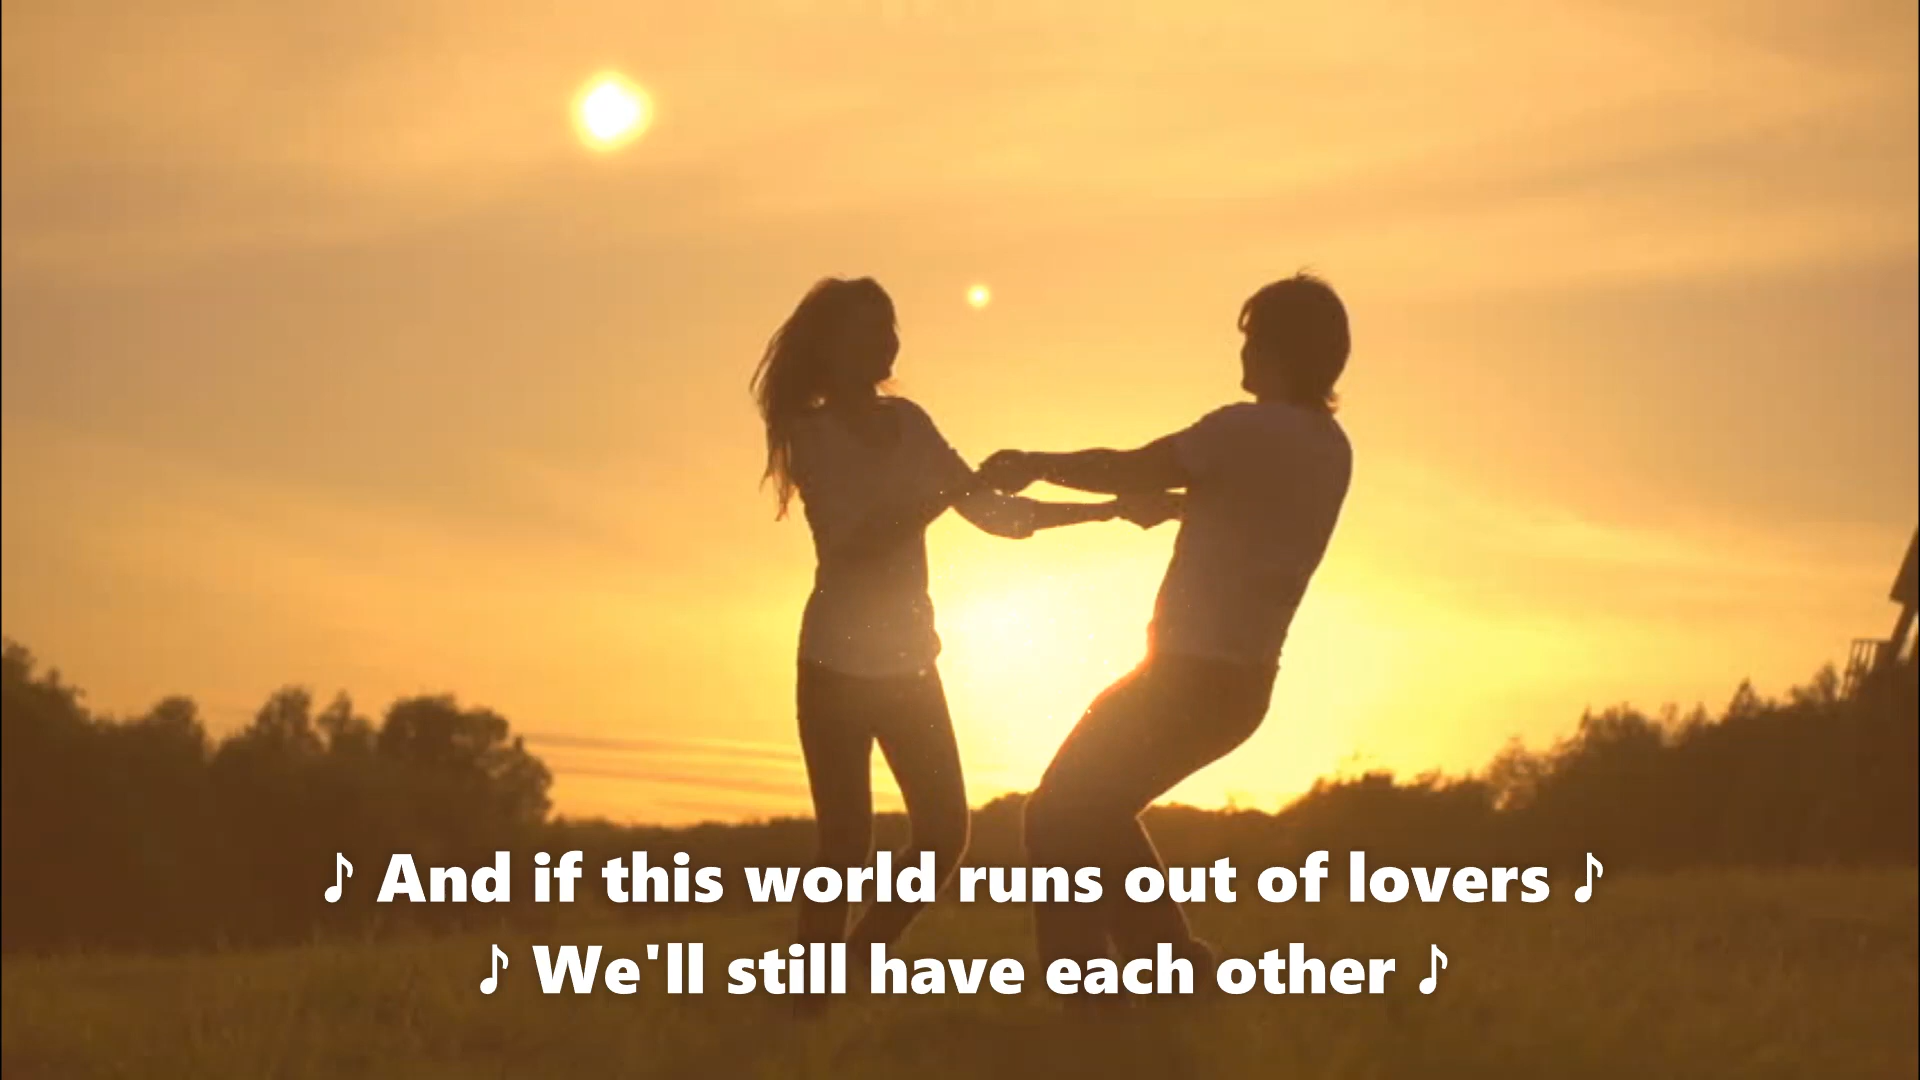 ♪ And if this world runs out of lovers ♪
♪ We'll still have each other ♪